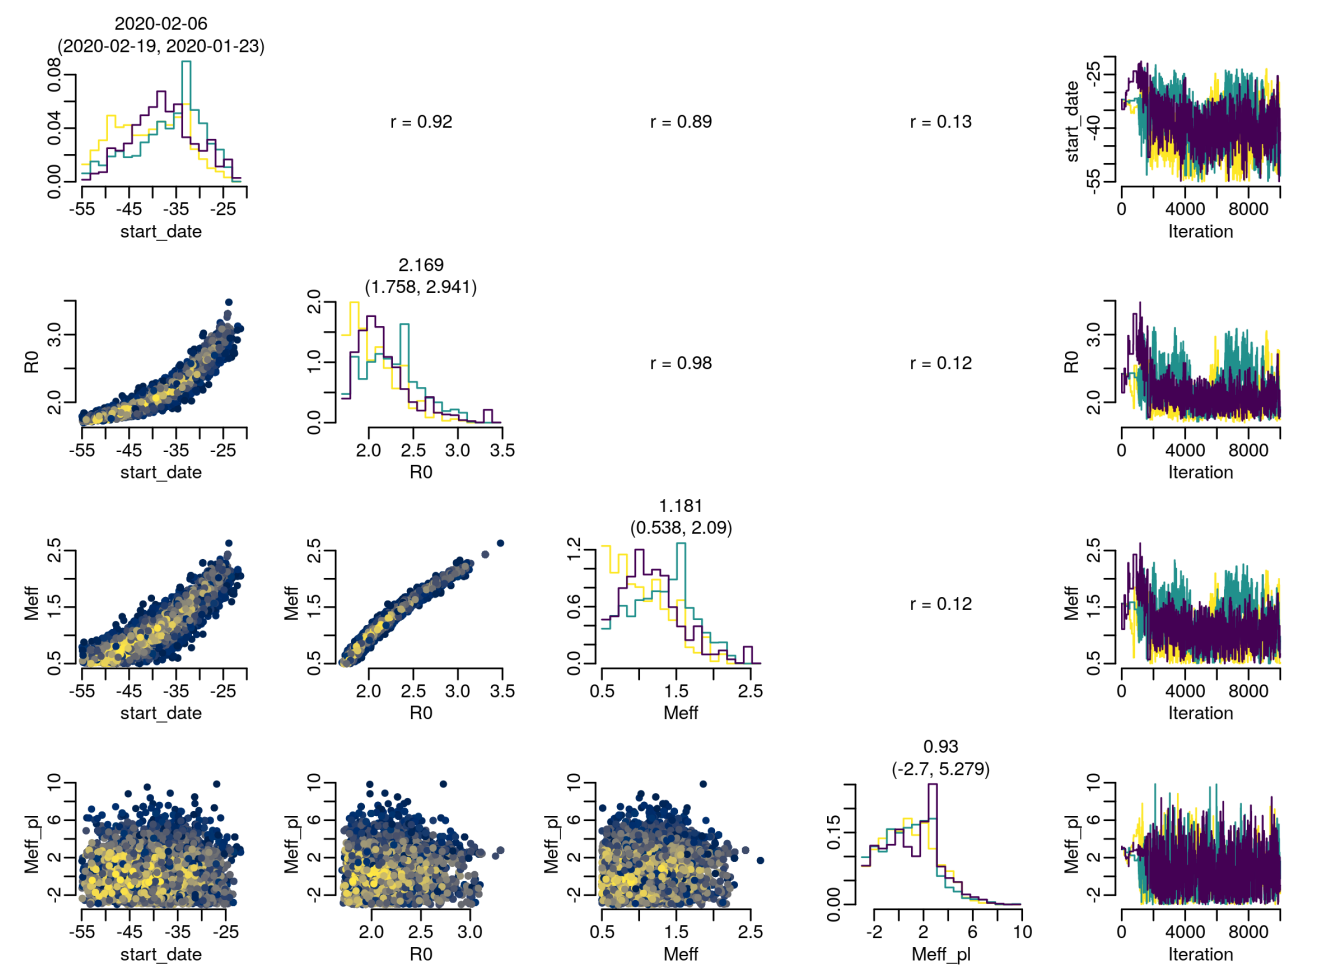 2020-02-06
(2020-02-19, 2020-01-23)
0.00 0.04 0.08
-55 -45 -35 -25
start_date
r = 0.92
r = 0.89
r = 0.13
start_date
-55 -40 -25
0 4000 8000
Iteration
R0
2.0 3.0
-55 -45 -35 -25
start_date
2.169
(1.758, 2.941)
0.0 1.0 2.0
2.0 2.5 3.0 3.5
R0
r = 0.98
r = 0.12
R0
2.0 3.0
0 4000 8000
Iteration
Meff
0.5 1.5 2.5
-55 -45 -35 -25
start_date
Meff
0.5 1.5 2.5
2.0 2.5 3.0 3.5
R0
1.181
(0.538, 2.09)
0.0 0.6 1.2
0.5 1.5 2.5
Meff
r = 0.12
Meff
0.5 1.5 2.5
0 4000 8000
Iteration
Meff_pl
-2 2 6 10
-55 -45 -35 -25
start_date
Meff_pl
-2 2 6 10
2.0 2.5 3.0
R0
Meff_pl
-2 2 6 10
0.5 1.5 2.5
Meff
0.93
(-2.7, 5.279)
0.00 0.15
-2 2 6 10
Meff_pl
Meff_pl
-2 2 6 10
0 4000 8000
Iteration